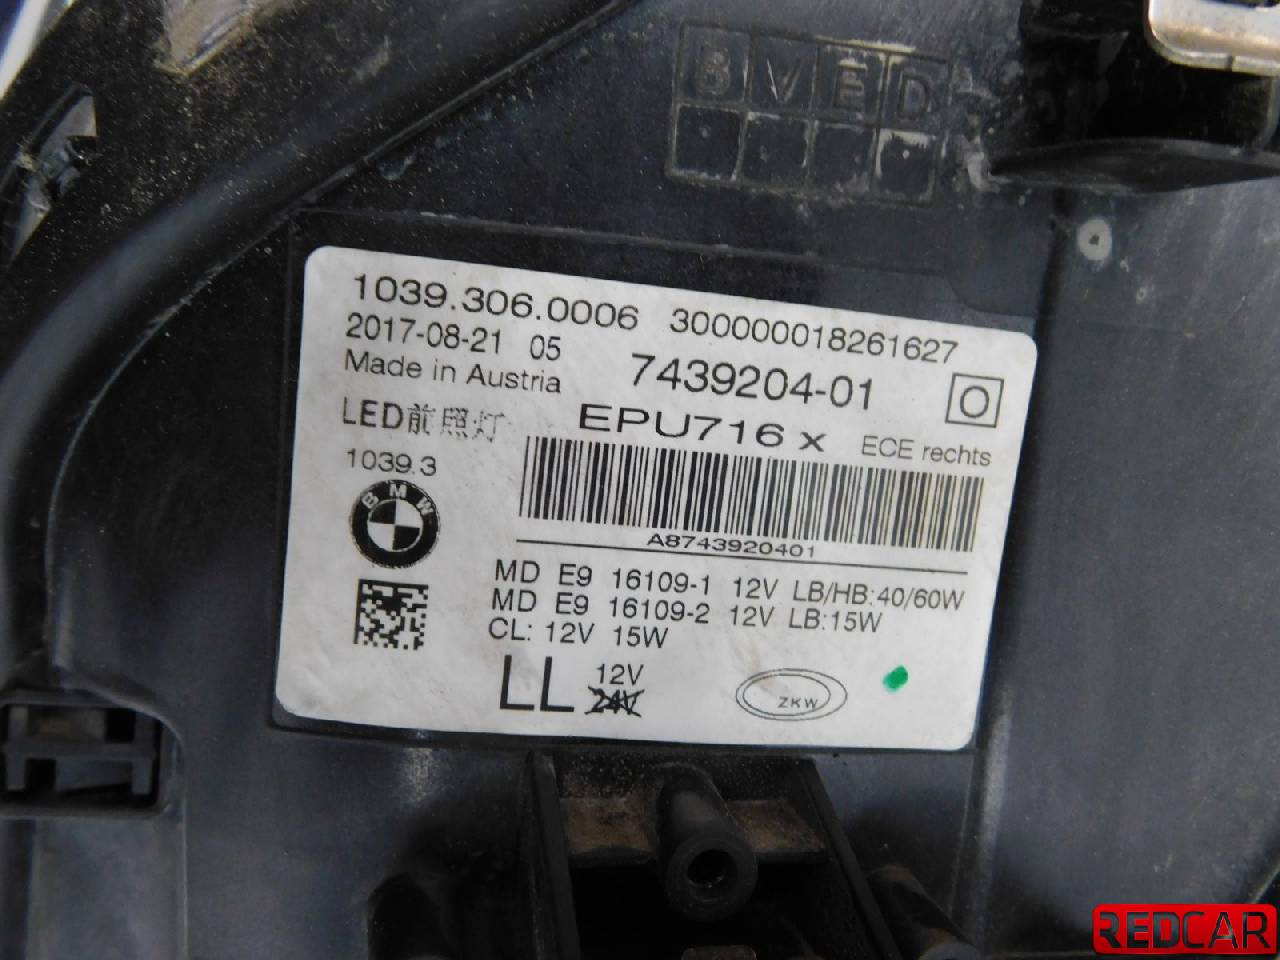 B V E D
1039.306.0006 300000018261627
2017-08-21 05
7439204-01
Made in Austria
O
LED前照灯
EPU716 x
ECE rechts
1039.3
BMW
A8743920401
MD E9 16109-1 12V LB/HB:40/60W
MD E9 16109-2 12V LB:15W
CL: 12V 15W
LL 12V
24V
ZKW
REDCAR